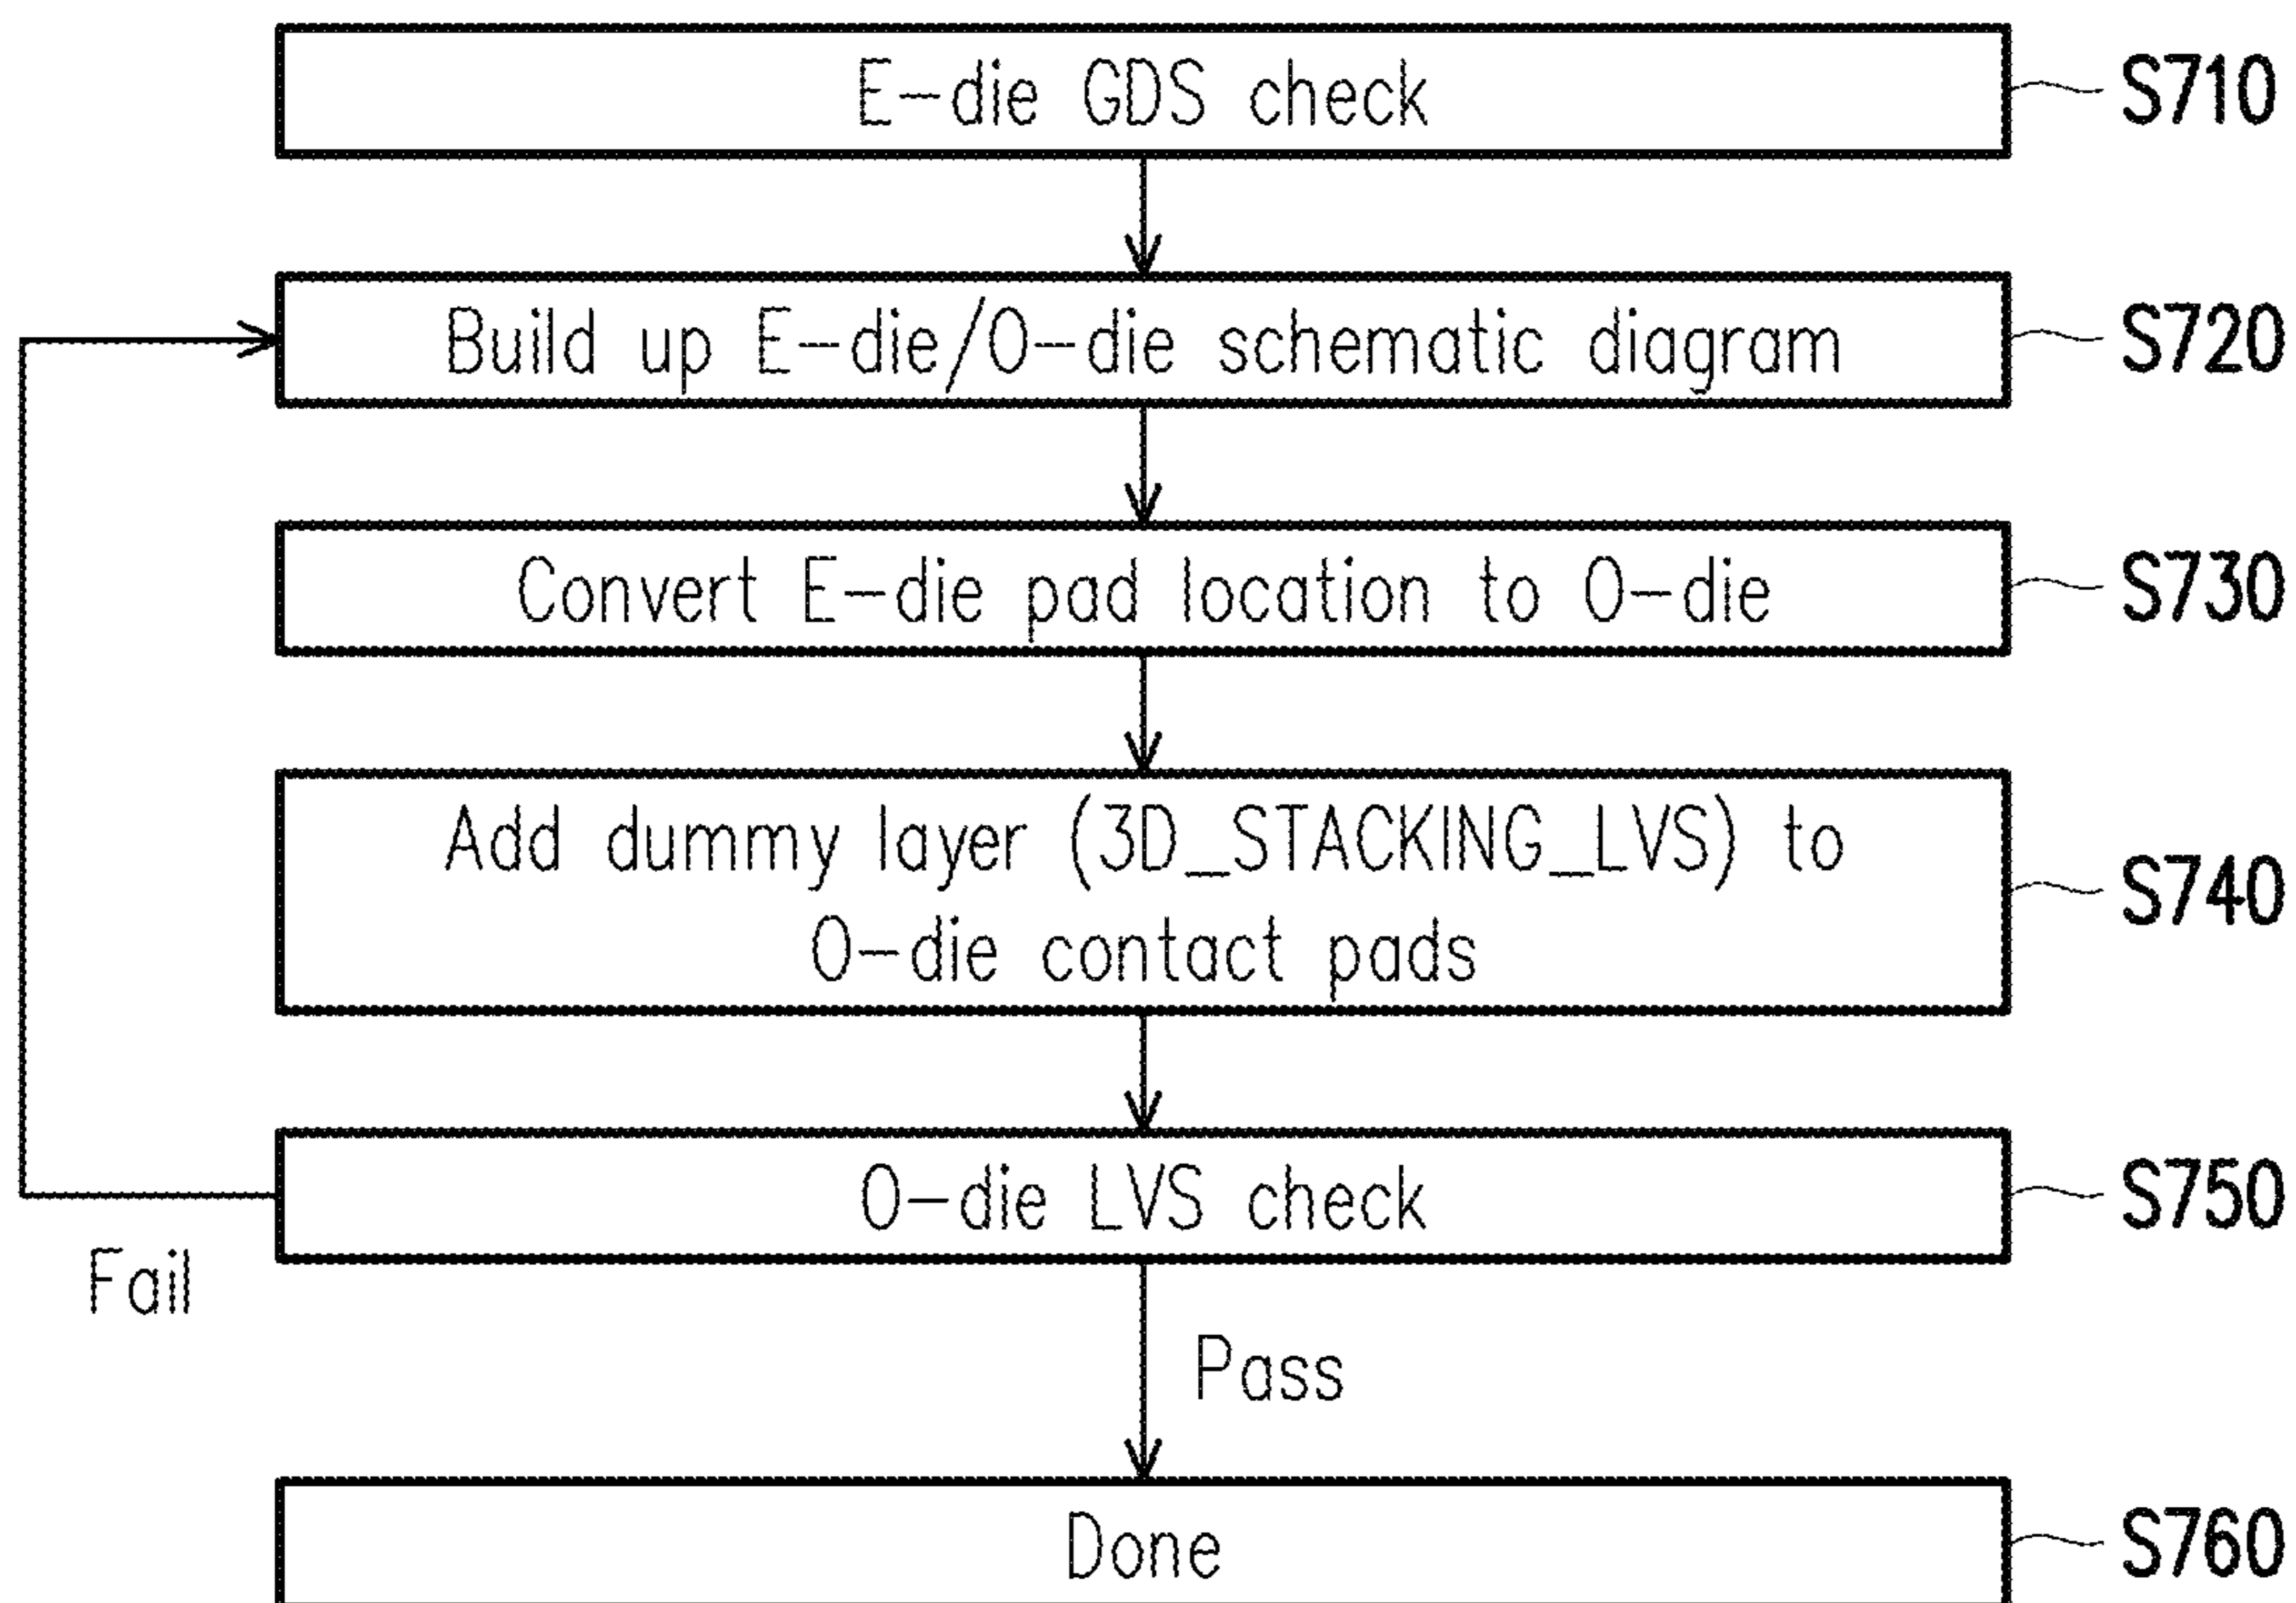 E-die GDS check
S710
Build up E-die/O-die schematic diagram
S720
Convert E-die pad location to O-die
S730
Add dummy layer (3D_STACKING_LVS) to
O-die contact pads
S740
O-die LVS check
S750
Fail
Pass
Done
S760